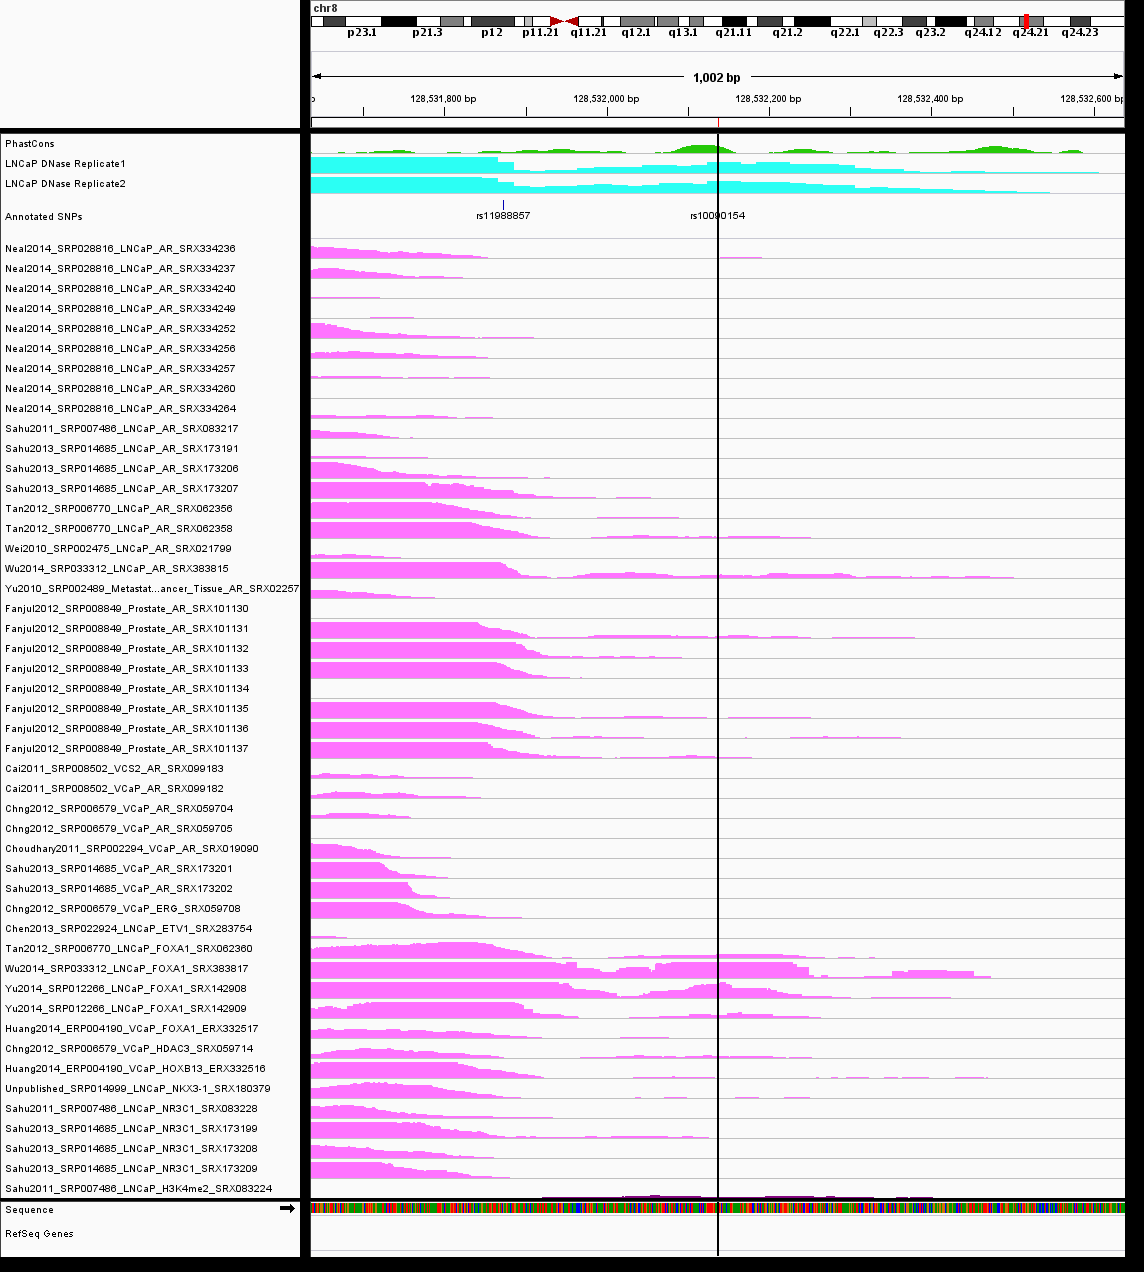 chr8
p23.1 p21.3 p12 p11.21 q11.21 q12.1 q13.1 q21.11 q21.2 q22.1 q22.3 q23.2 q24.12 q24.21 q24.23
1,002 bp
128,531,800 bp 128,532,000 bp 128,532,200 bp 128,532,400 bp 128,532,600 bp
PhastCons
LNCaP DNase Replicate1
LNCaP DNase Replicate2
Annotated SNPs rs11988857 rs10090154
Neal2014_SRP028816_LNCaP_AR_SRX334236
Neal2014_SRP028816_LNCaP_AR_SRX334237
Neal2014_SRP028816_LNCaP_AR_SRX334240
Neal2014_SRP028816_LNCaP_AR_SRX334249
Neal2014_SRP028816_LNCaP_AR_SRX334252
Neal2014_SRP028816_LNCaP_AR_SRX334256
Neal2014_SRP028816_LNCaP_AR_SRX334257
Neal2014_SRP028816_LNCaP_AR_SRX334260
Neal2014_SRP028816_LNCaP_AR_SRX334264
Sahu2011_SRP007486_LNCaP_AR_SRX083217
Sahu2013_SRP014685_LNCaP_AR_SRX173191
Sahu2013_SRP014685_LNCaP_AR_SRX173206
Sahu2013_SRP014685_LNCaP_AR_SRX173207
Tan2012_SRP006770_LNCaP_AR_SRX062356
Tan2012_SRP006770_LNCaP_AR_SRX062358
Wei2010_SRP002475_LNCaP_AR_SRX021799
Wu2014_SRP033312_LNCaP_AR_SRX383815
Yu2010_SRP002489_Metastat...ancer_Tissue_AR_SRX02257
Fanjul2012_SRP008849_Prostate_AR_SRX101130
Fanjul2012_SRP008849_Prostate_AR_SRX101131
Fanjul2012_SRP008849_Prostate_AR_SRX101132
Fanjul2012_SRP008849_Prostate_AR_SRX101133
Fanjul2012_SRP008849_Prostate_AR_SRX101134
Fanjul2012_SRP008849_Prostate_AR_SRX101135
Fanjul2012_SRP008849_Prostate_AR_SRX101136
Fanjul2012_SRP008849_Prostate_AR_SRX101137
Cai2011_SRP008502_VCS2_AR_SRX099183
Cai2011_SRP008502_VCaP_AR_SRX099182
Chng2012_SRP006579_VCaP_AR_SRX059704
Chng2012_SRP006579_VCaP_AR_SRX059705
Choudhary2011_SRP002294_VCaP_AR_SRX019090
Sahu2013_SRP014685_VCaP_AR_SRX173201
Sahu2013_SRP014685_VCaP_AR_SRX173202
Chng2012_SRP006579_VCaP_ERG_SRX059708
Chen2013_SRP022924_LNCaP_ETV1_SRX283754
Tan2012_SRP006770_LNCaP_FOXA1_SRX062360
Wu2014_SRP033312_LNCaP_FOXA1_SRX383817
Yu2014_SRP012266_LNCaP_FOXA1_SRX142908
Yu2014_SRP012266_LNCaP_FOXA1_SRX142909
Huang2014_ERP004190_VCaP_FOXA1_ERX332517
Chng2012_SRP006579_VCaP_HDAC3_SRX059714
Huang2014_ERP004190_VCaP_HOXB13_ERX332516
Unpublished_SRP014999_LNCaP_NKX3-1_SRX180379
Sahu2011_SRP007486_LNCaP_NR3C1_SRX083228
Sahu2013_SRP014685_LNCaP_NR3C1_SRX173199
Sahu2013_SRP014685_LNCaP_NR3C1_SRX173208
Sahu2013_SRP014685_LNCaP_NR3C1_SRX173209
Sahu2011_SRP007486_LNCaP_H3K4me2_SRX083224
Sequence
RefSeq Genes